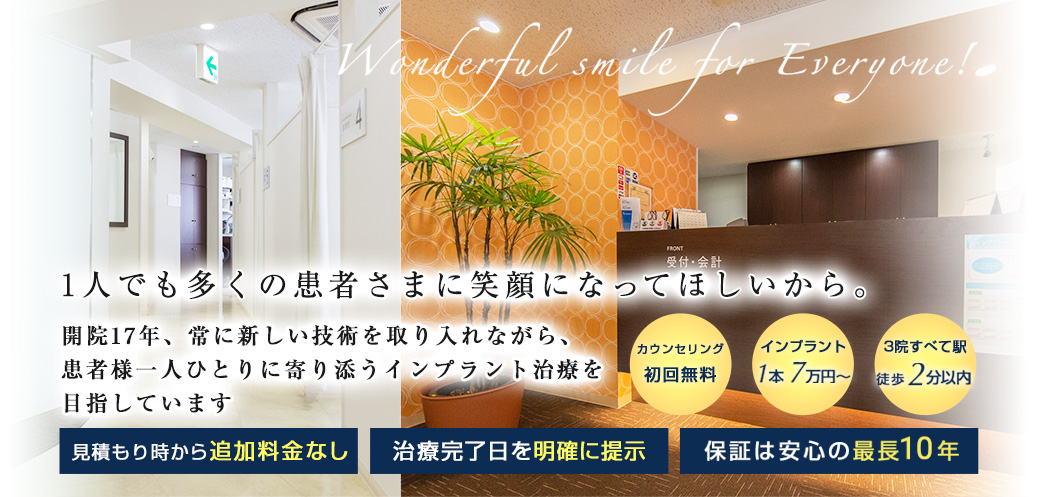 Wonderful smile for Everyone!
4
FRONT
受付・会計
1人でも多くの患者さまに笑顔になってほしいから。
開院17年、常に新しい技術を取り入れながら、
患者様一人ひとりに寄り添うインプラント治療を
目指しています
カウンセリング
初回無料
インプラント
1本7万円～
3院すべて駅
徒歩2分以内
見積もり時から追加料金なし
治療完了日を明確に提示
保証は安心の最長10年